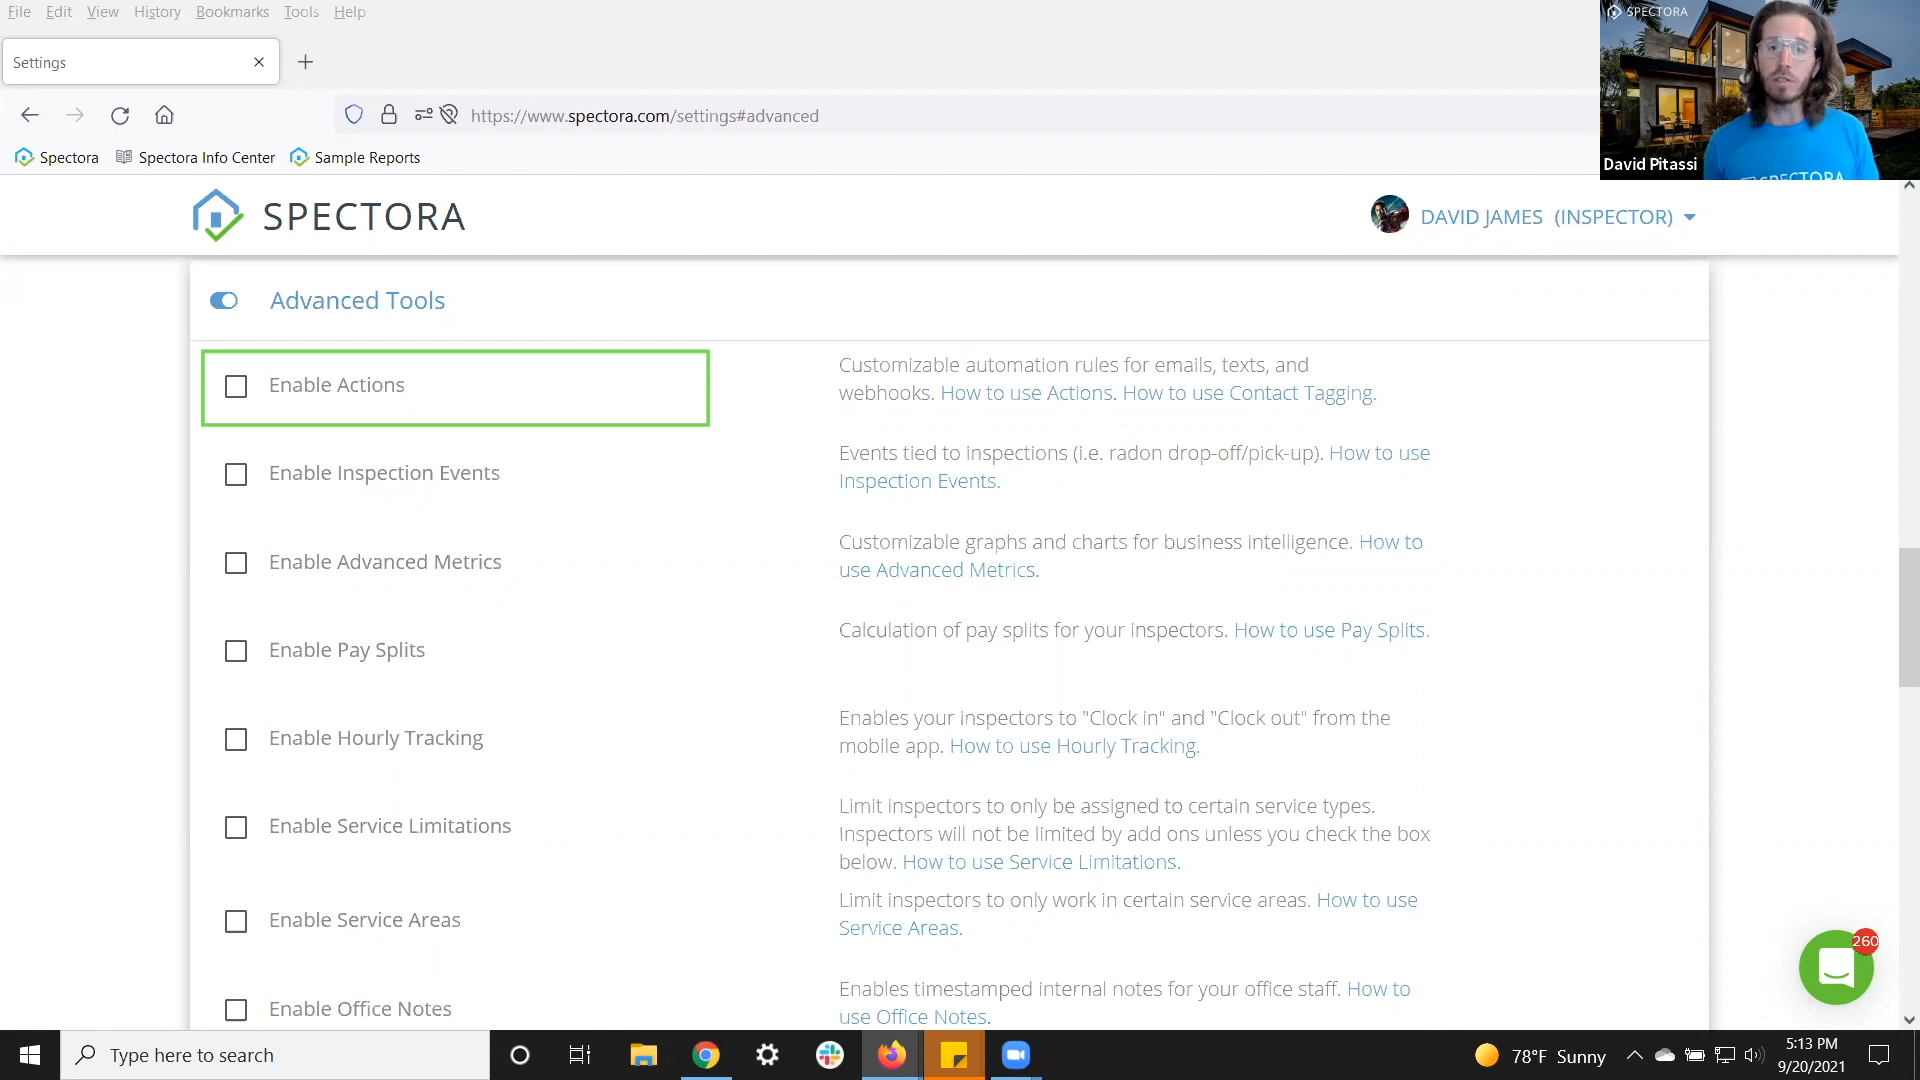 File Edit View History Bookmarks Tools Help
SPECTORA
Settings
https://www.spectora.com/settings#advanced
Spectora Spectora Info Center Sample Reports
David Pitassi
SPECTORA
SPECTORA
DAVID JAMES (INSPECTOR)
Advanced Tools
Enable Actions
Customizable automation rules for emails, texts, and
webhooks. How to use Actions. How to use Contact Tagging.
Enable Inspection Events
Events tied to inspections (i.e. radon drop-off/pick-up). How to use
Inspection Events.
Enable Advanced Metrics
Customizable graphs and charts for business intelligence. How to
use Advanced Metrics.
Enable Pay Splits
Calculation of pay splits for your inspectors. How to use Pay Splits.
Enable Hourly Tracking
Enables your inspectors to "Clock in" and "Clock out" from the
mobile app. How to use Hourly Tracking.
Enable Service Limitations
Limit inspectors to only be assigned to certain service types.
Inspectors will not be limited by add ons unless you check the box
below. How to use Service Limitations.
Enable Service Areas
Limit inspectors to only work in certain service areas. How to use
Service Areas.
260
Enable Office Notes
Enables timestamped internal notes for your office staff. How to
use Office Notes.
Type here to search
78°F Sunny
5:13 PM
9/20/2021